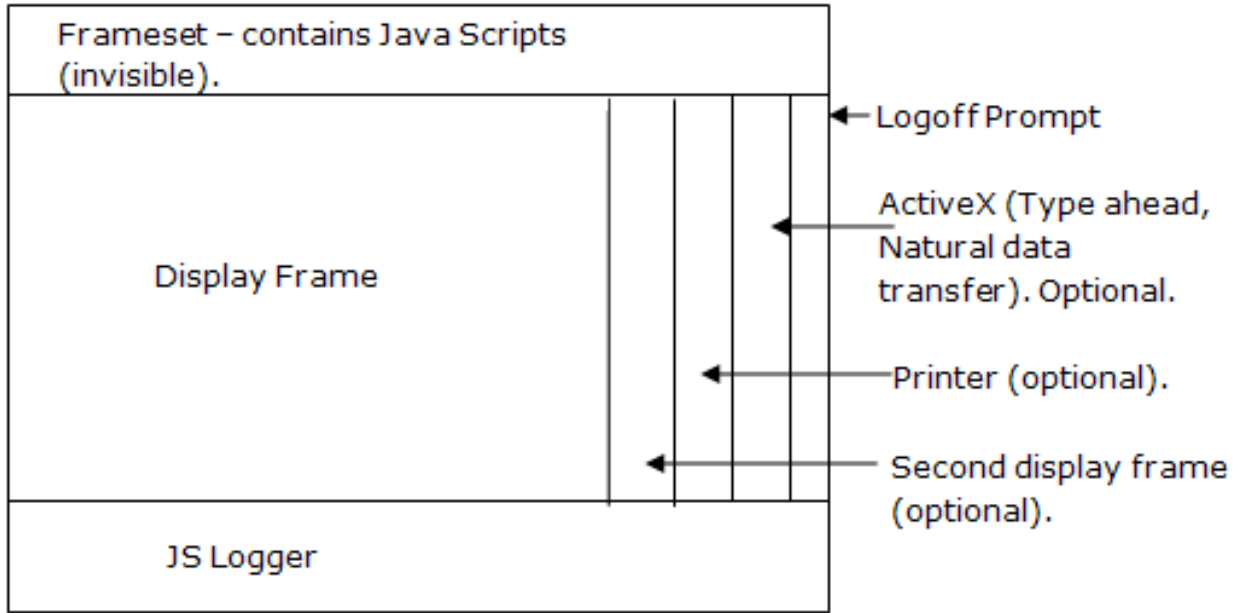 Frameset – contains Java Scripts
(invisible).
Logoff Prompt
ActiveX (Type ahead,
Natural data
transfer). Optional.
Display Frame
Printer (optional).
Second display frame
(optional).
JS Logger